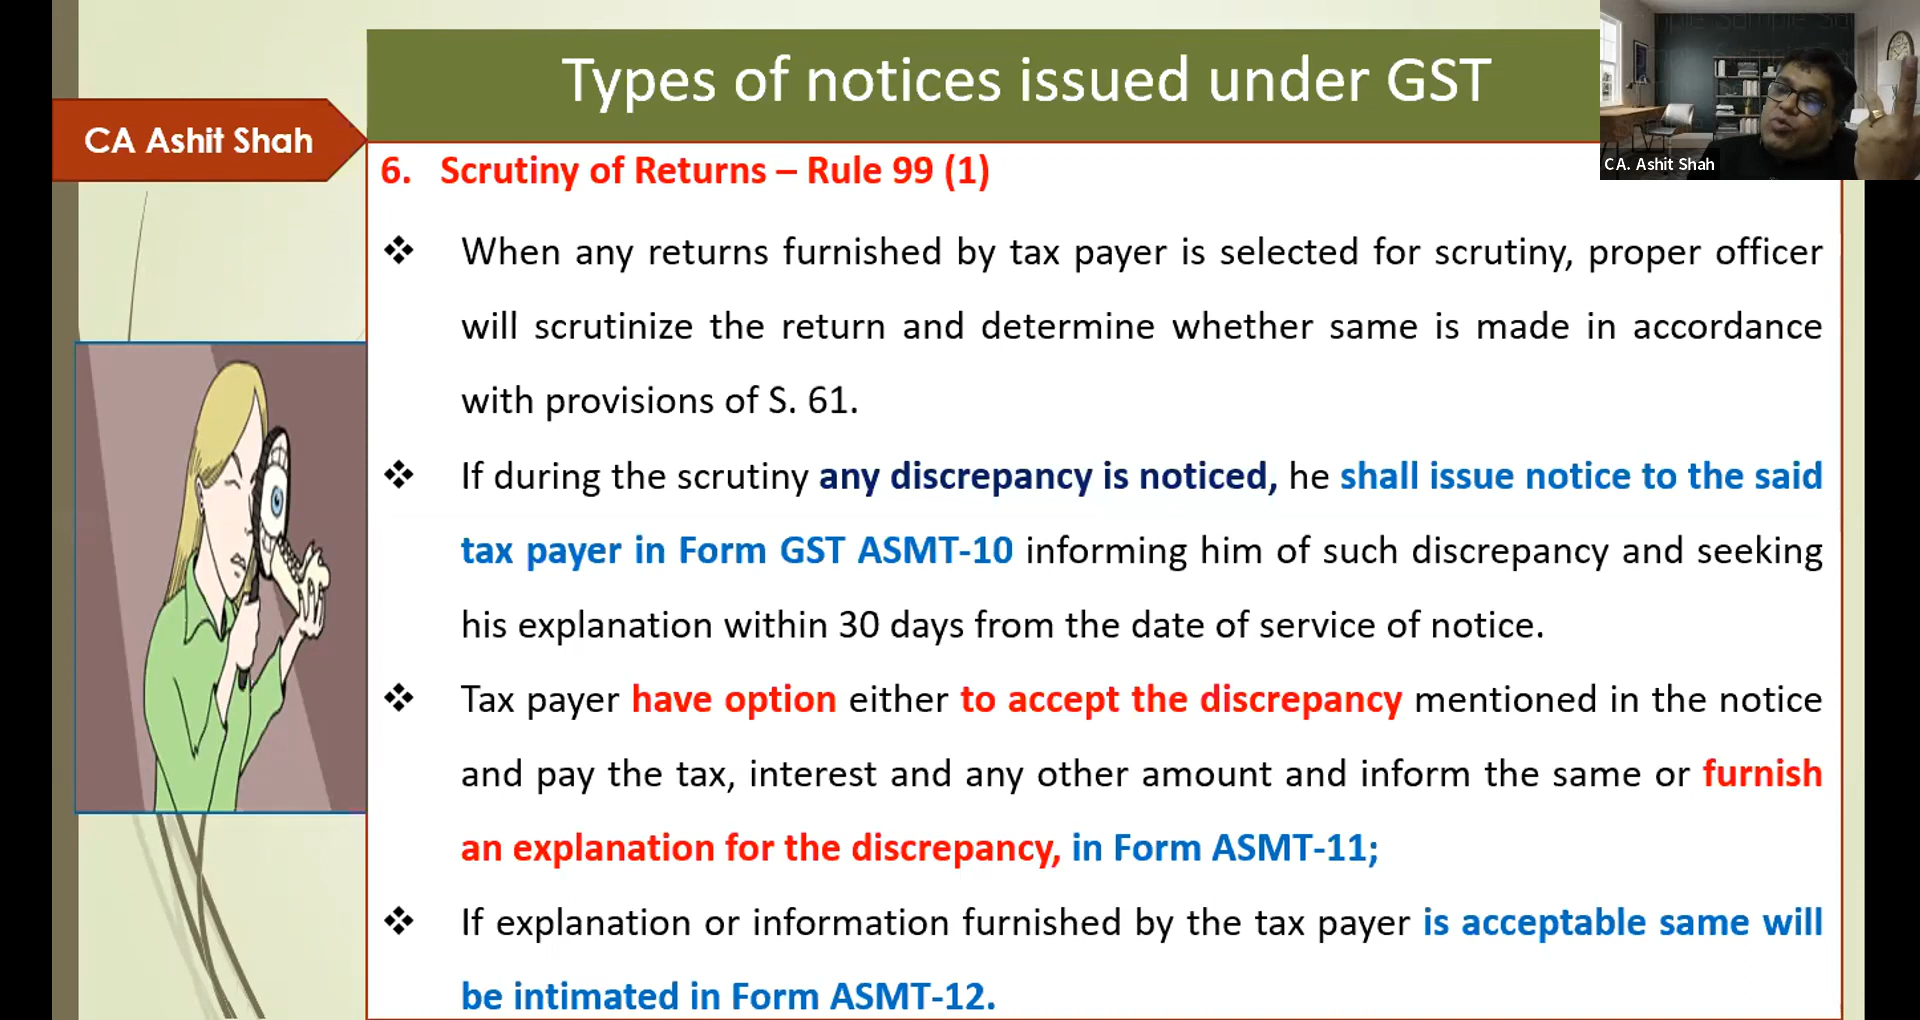 Types of notices issued under GST
CA Ashit Shah
CA. Ashit Shah
6. Scrutiny of Returns – Rule 99 (1)
❖ When any returns furnished by tax payer is selected for scrutiny, proper officer
will scrutinize the return and determine whether same is made in accordance
with provisions of S. 61.
❖ If during the scrutiny any discrepancy is noticed, he shall issue notice to the said
tax payer in Form GST ASMT-10 informing him of such discrepancy and seeking
his explanation within 30 days from the date of service of notice.
❖ Tax payer have option either to accept the discrepancy mentioned in the notice
and pay the tax, interest and any other amount and inform the same or furnish
an explanation for the discrepancy, in Form ASMT-11;
❖ If explanation or information furnished by the tax payer is acceptable same will
be intimated in Form ASMT-12.